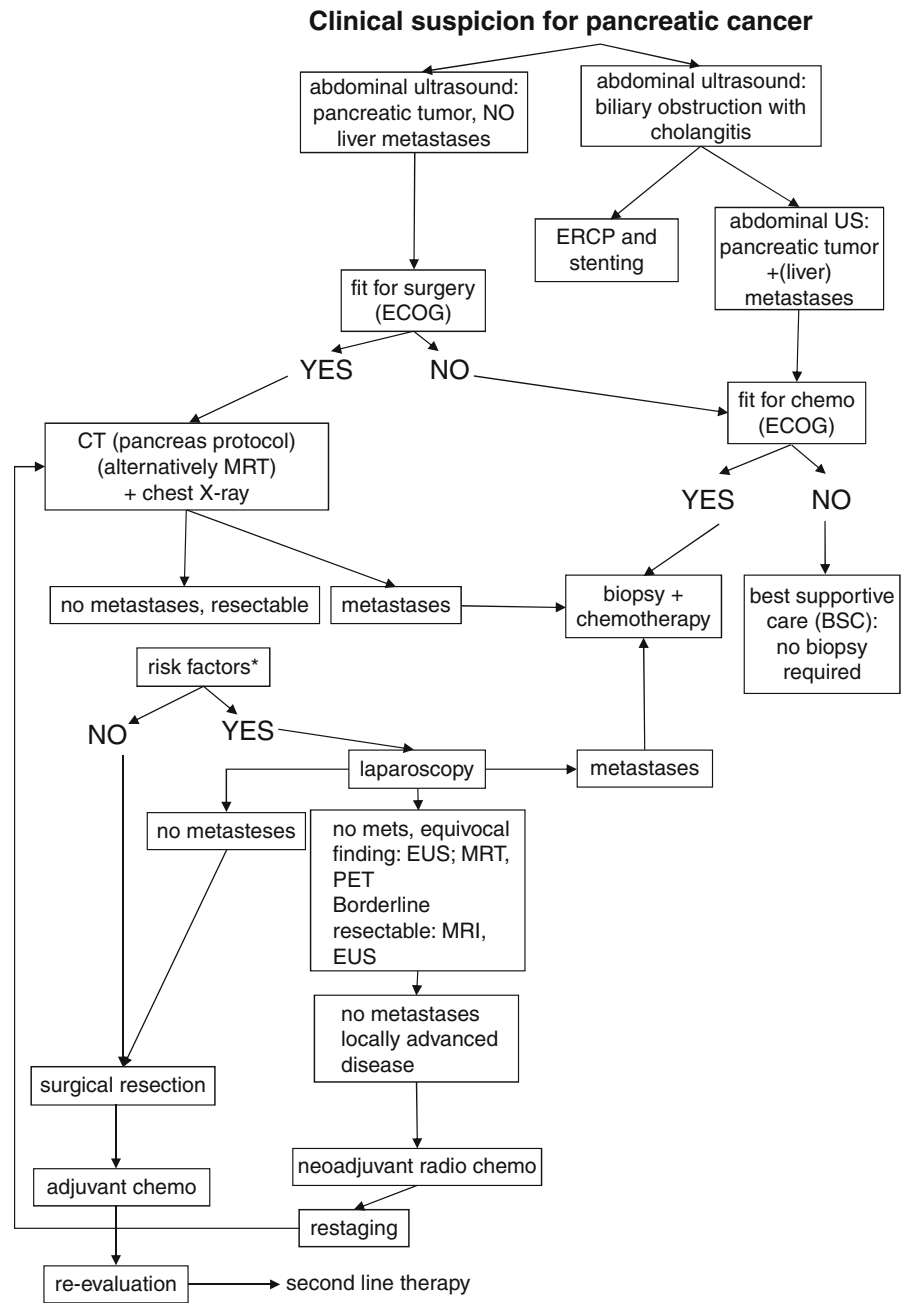 Clinical suspicion for pancreatic cancer
abdominal ultrasound:
pancreatic tumor, NO
liver metastases
abdominal ultrasound:
biliary obstruction with
cholangitis
ERCP and
stenting
abdominal US:
pancreatic tumor
+(liver)
metastases
fit for surgery
(ECOG)
YES
NO
fit for chemo
(ECOG)
CT (pancreas protocol)
(alternatively MRT)
+ chest X-ray
YES
NO
no metastases, resectable
metastases
biopsy +
chemotherapy
best supportive
care (BSC):
no biopsy
required
risk factors*
NO
YES
laparoscopy
metastases
no metasteses
no mets, equivocal
finding: EUS; MRT,
PET
Borderline
resectable: MRI,
EUS
no metastases
locally advanced
disease
surgical resection
neoadjuvant radio chemo
adjuvant chemo
restaging
re-evaluation
second line therapy